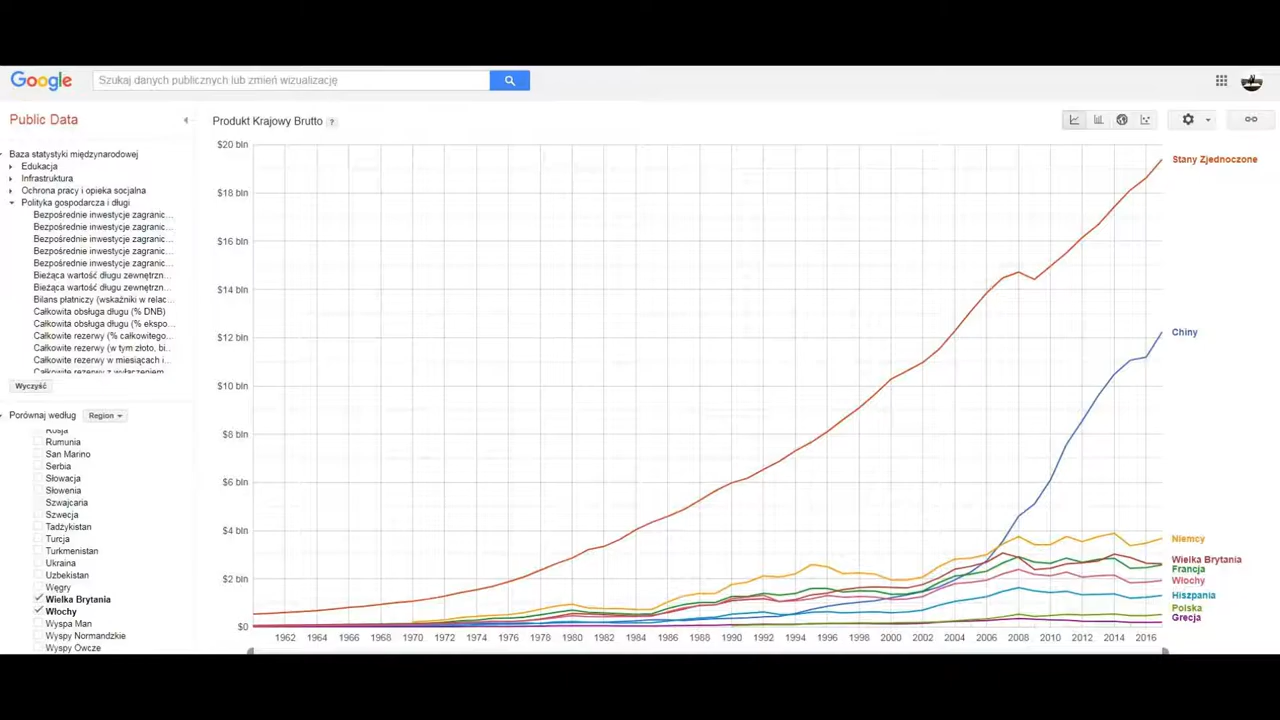 Google
Szukaj danych publicznych lub zmień wizualizację
Public Data
Produkt Krajowy Brutto ?
Baza statystyki międzynarodowej
Edukacja
Infrastruktura
Ochrona pracy i opieka socjalna
Polityka gospodarcza i długi
Bezpośrednie inwestycje zagranic...
Bezpośrednie inwestycje zagranic...
Bezpośrednie inwestycje zagranic...
Bezpośrednie inwestycje zagranic...
Bezpośrednie inwestycje zagranic...
Bieżąca wartość długu zewnętrzn...
Bieżąca wartość długu zewnętrzn...
Bilans płatniczy (wskaźniki w relac...
Całkowita obsługa długu (% DNB)
Całkowita obsługa długu (% ekspo...
Całkowite rezerwy (% całkowitego...
Całkowite rezerwy (w tym złoto, bi...
Całkowite rezerwy w miesiącach i...
Całkowite rezerwy z wyłączeniem
Wyczyść
Porównaj według Region
Rosja
Rumunia
San Marino
Serbia
Słowacja
Słowenia
Szwajcaria
Szwecja
Tadżykistan
Turcja
Turkmenistan
Ukraina
Uzbekistan
Węgry
Wielka Brytania
Włochy
Wyspa Man
Wyspy Normandzkie
Wyspy Owcze
$20 bln
$18 bln
$16 bln
$14 bln
$12 bln
$10 bln
$8 bln
$6 bln
$4 bln
$2 bln
$0
1962 1964 1966 1968 1970 1972 1974 1976 1978 1980 1982 1984 1986 1988 1990 1992 1994 1996 1998 2000 2002 2004 2006 2008 2010 2012 2014 2016
Stany Zjednoczone
Chiny
Niemcy
Wielka Brytania
Francja
Włochy
Hiszpania
Polska
Grecja